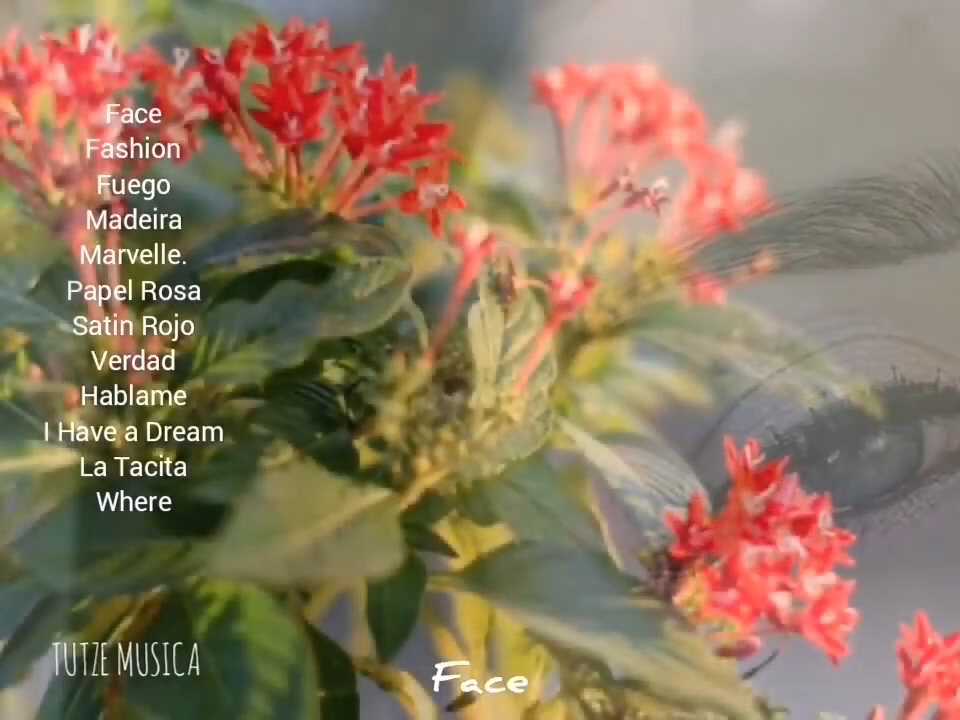 Face
Fashion
Fuego
Madeira
Marvelle.
Papel Rosa
Satin Rojo
Verdad
Hablame
I Have a Dream
La Tacita
Where
TUTZE MUSICA
Face